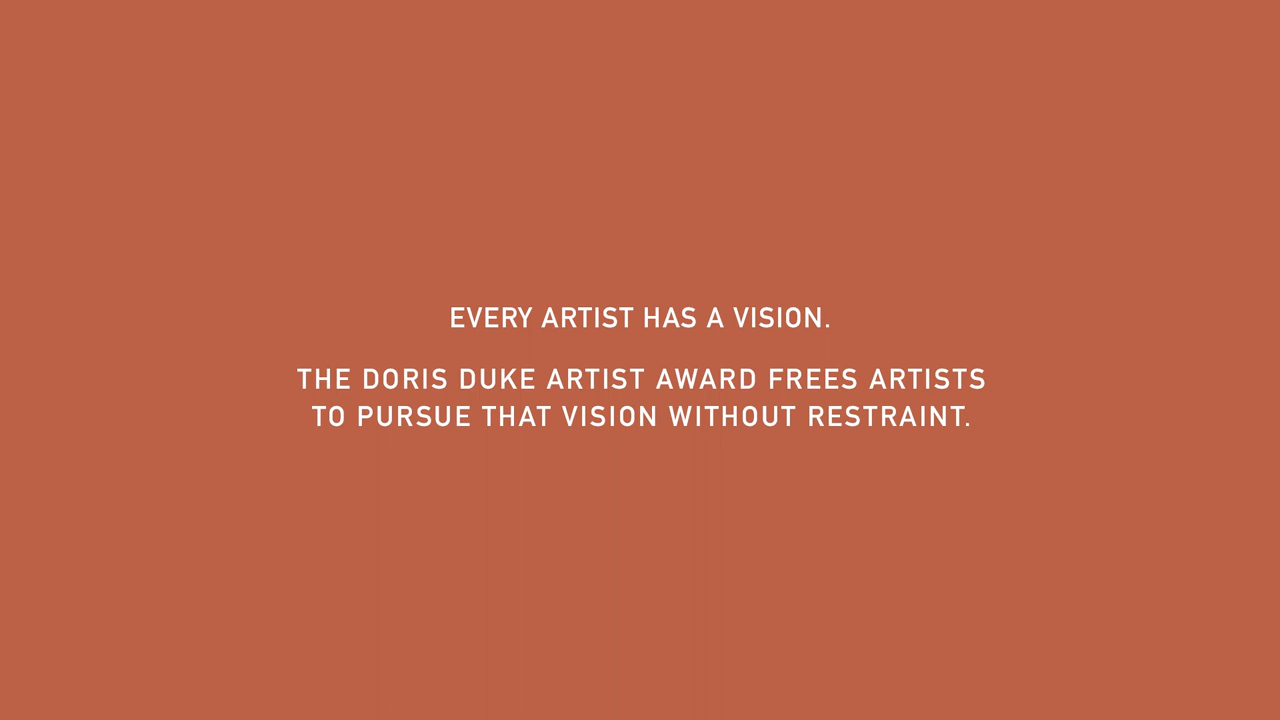 EVERY ARTIST HAS A VISION.
THE DORIS DUKE ARTIST AWARD FREES ARTISTS
TO PURSUE THAT VISION WITHOUT RESTRAINT.